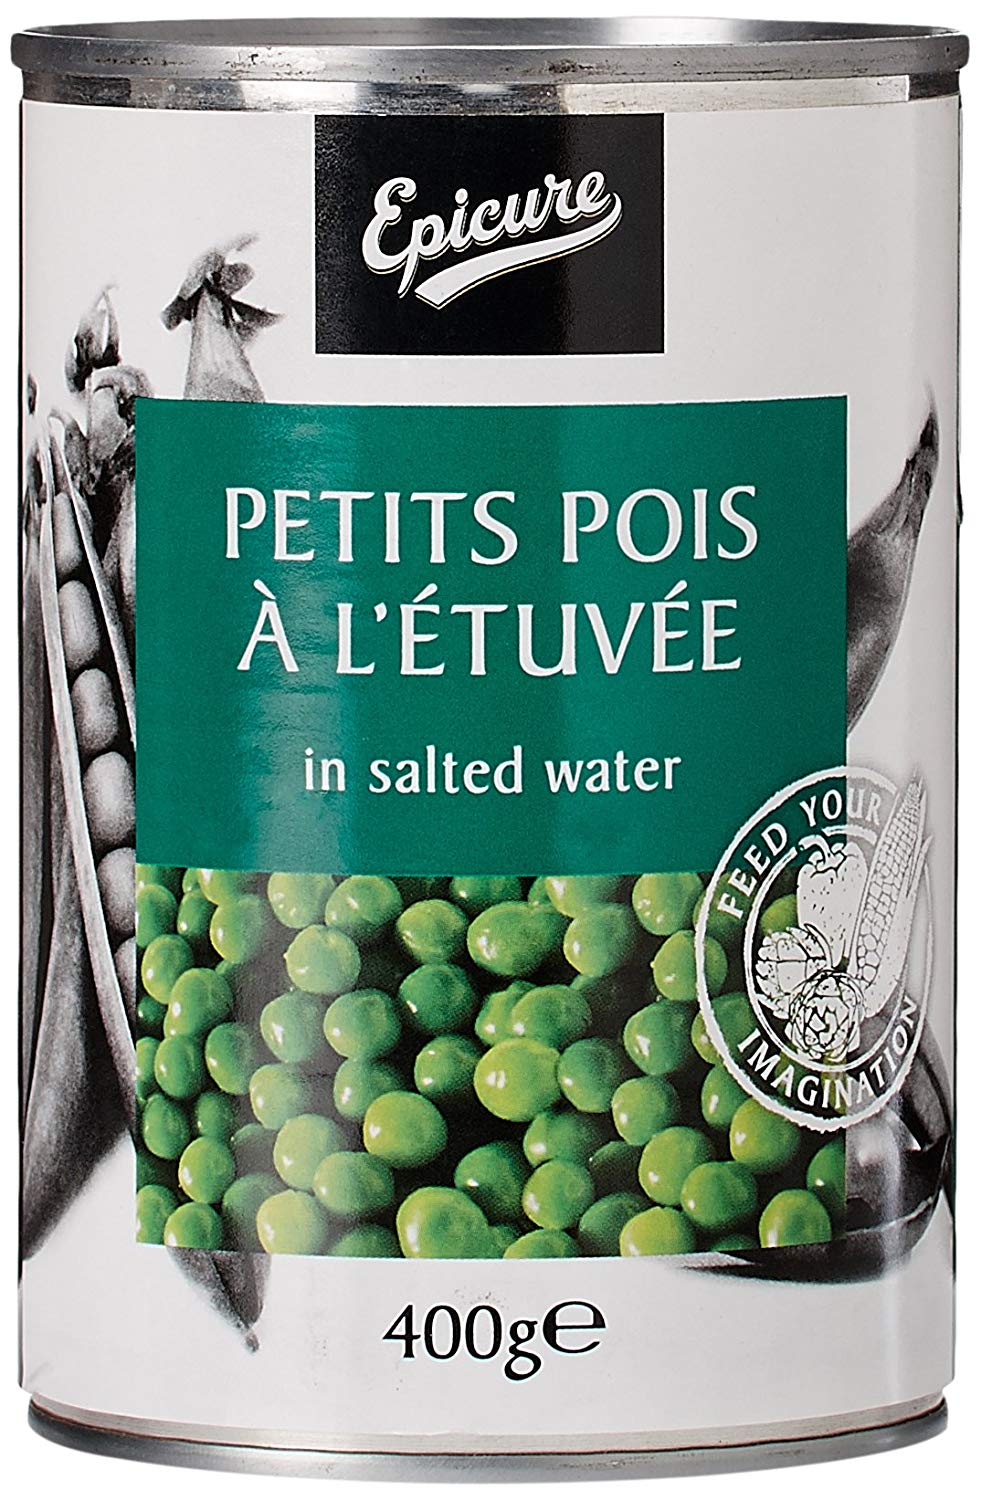 Epicure
PETITS POIS
À L'ÉTUVÉE
in salted water
FEED YOUR
IMAGINATION
400g℮